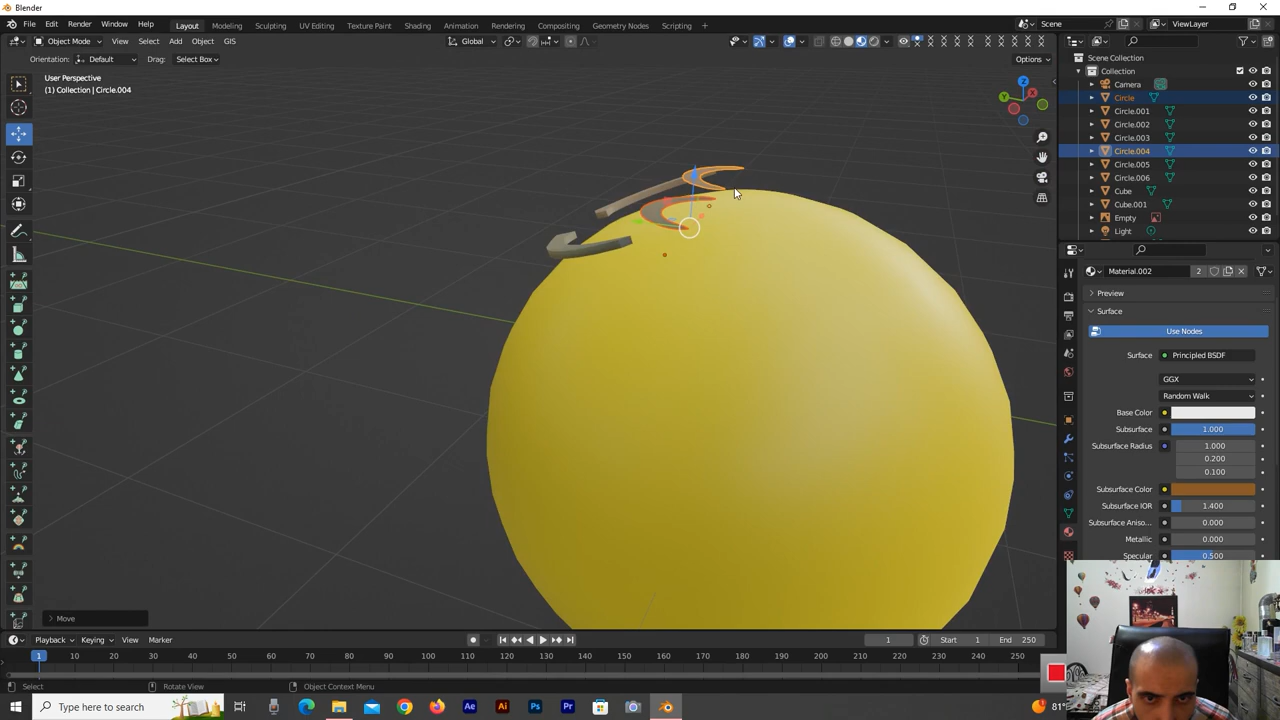 Blender
File Edit Render Window Help Layout Modeling Sculpting UV Editing Texture Paint Shading Animation Rendering Compositing Geometry Nodes Scripting + Scene ViewLayer
Object Mode View Select Add Object GIS Global
Orientation: Default Drag: Select Box Options
User Perspective
(1) Collection | Circle.004
Z
Y
X
Scene Collection
Collection
Camera
Circle
Circle.001
Circle.002
Circle.003
Circle.004
Circle.005
Circle.006
Cube
Cube.001
Empty
Light
Material.002 2
Preview
Surface
Use Nodes
Surface Principled BSDF
GGX
Random Walk
Base Color
Subsurface 1.000
Subsurface Radius 1.000
0.200
0.100
Subsurface Color
Subsurface IOR 1.400
Subsurface Aniso... 0.000
Metallic 0.000
Specular 0.500
Move
Playback Keying View Marker 1 Start 1 End 250
1 10 20 30 40 50 60 70 80 90 100 110 120 130 140 150 160 170 180 190 200 210 220 230 240 250
Select Rotate View Object Context Menu
Type here to search Ae Ai Ps Pr 81°